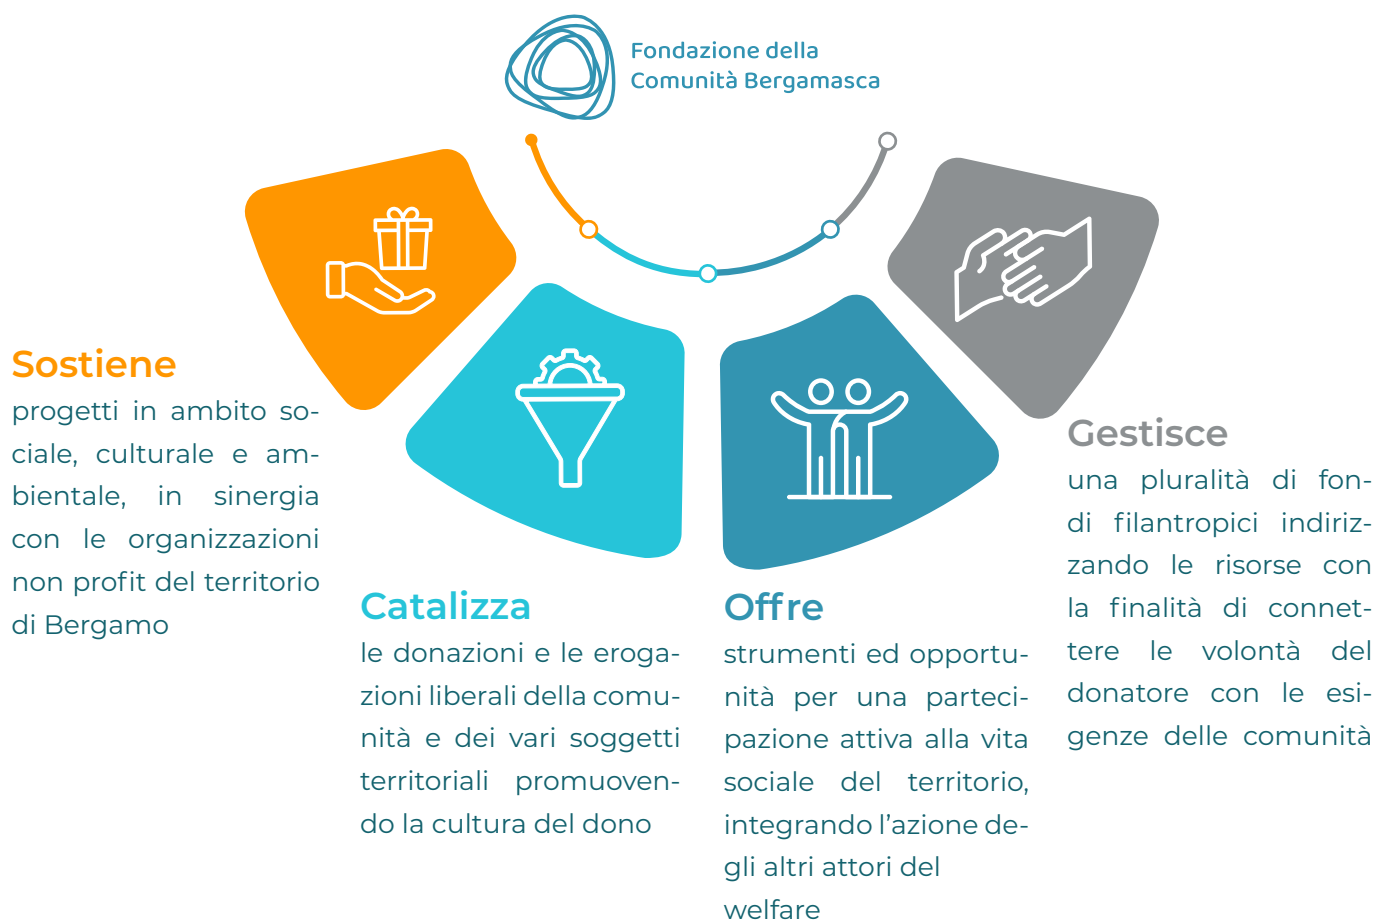 Fondazione della
Comunità Bergamasca
Sostiene
progetti in ambito so-
ciale, culturale e am-
bientale, in sinergia
con le organizzazioni
non profit del territorio
di Bergamo
Catalizza
le donazioni e le eroga-
zioni liberali della comu-
nità e dei vari soggetti
territoriali promuoven-
do la cultura del dono
Offre
strumenti ed opportu-
nità per una parteci-
pazione attiva alla vita
sociale del territorio,
integrando l’azione de-
gli altri attori del
welfare
Gestisce
una pluralità di fon-
di filantropici indiriz-
zando le risorse con
la finalità di connet-
tere le volontà del
donatore con le esi-
genze delle comunità